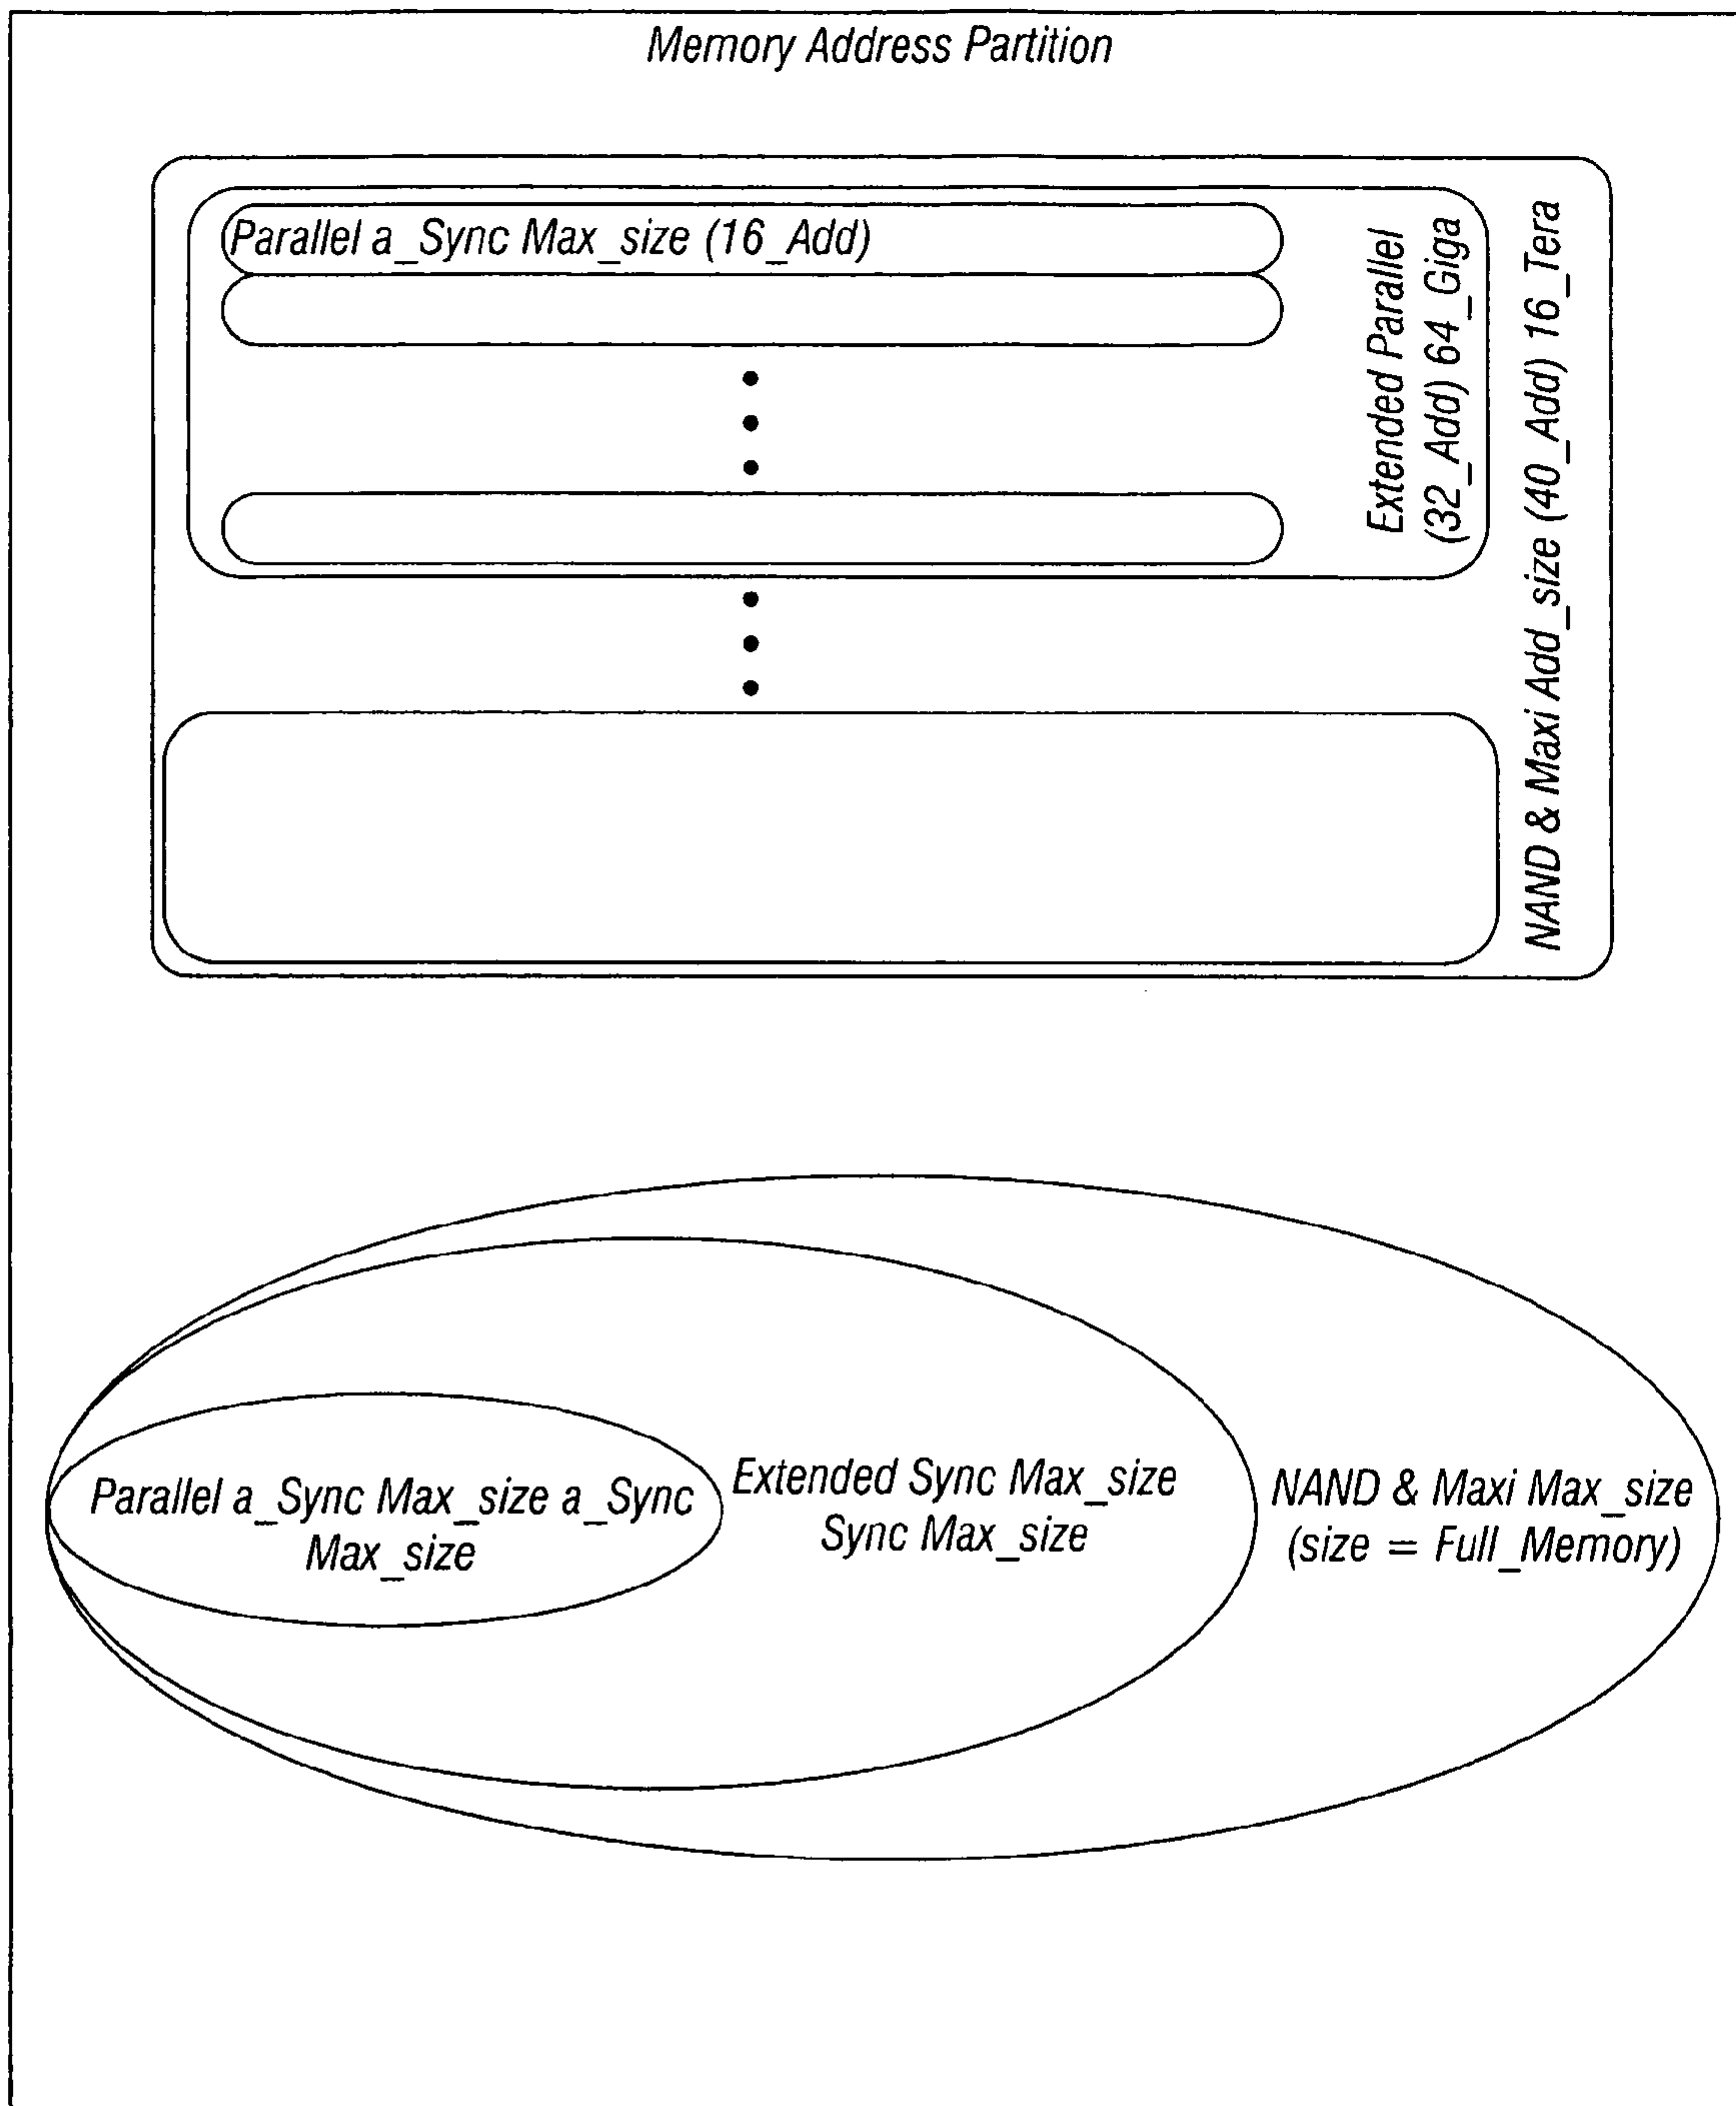 Memory Address Partition
Parallel a_Sync Max_size (16_Add)
Extended Parallel
(32_Add) 64_Giga
NAND & Maxi Add_size (40_Add) 16_Tera
Parallel a_Sync Max_size a_Sync
Max_size
Extended Sync Max_size
Sync Max_size
NAND & Maxi Max_size
(size = Full_Memory)